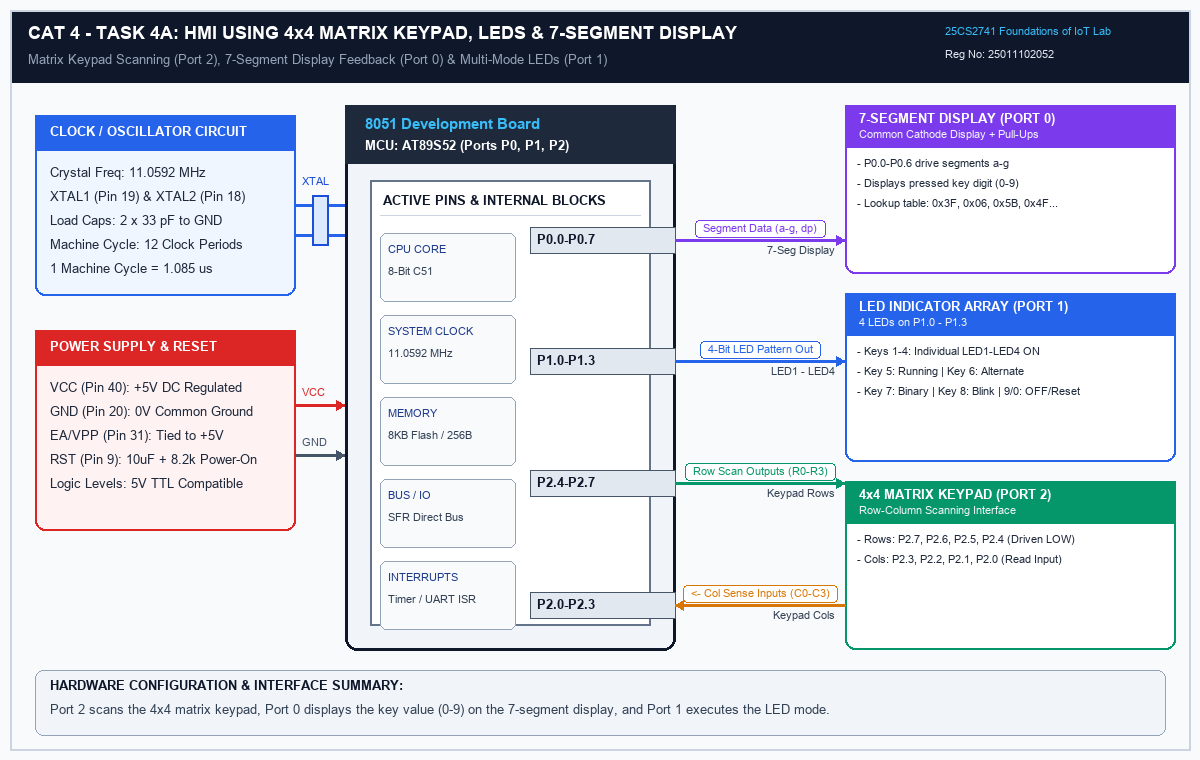 CAT 4 - TASK 4A: HMI USING 4x4 MATRIX KEYPAD, LEDS & 7-SEGMENT DISPLAY
Matrix Keypad Scanning (Port 2), 7-Segment Display Feedback (Port 0) & Multi-Mode LEDs (Port 1)
25CS2741 Foundations of IoT Lab
Reg No: 25011102052
CLOCK / OSCILLATOR CIRCUIT
Crystal Freq: 11.0592 MHz
XTAL1 (Pin 19) & XTAL2 (Pin 18)
Load Caps: 2 x 33 pF to GND
Machine Cycle: 12 Clock Periods
1 Machine Cycle = 1.085 us
XTAL
POWER SUPPLY & RESET
VCC (Pin 40): +5V DC Regulated
GND (Pin 20): 0V Common Ground
EA/VPP (Pin 31): Tied to +5V
RST (Pin 9): 10uF + 8.2k Power-On
Logic Levels: 5V TTL Compatible
VCC
GND
8051 Development Board
MCU: AT89S52 (Ports P0, P1, P2)
ACTIVE PINS & INTERNAL BLOCKS
CPU CORE
8-Bit C51
SYSTEM CLOCK
11.0592 MHz
MEMORY
8KB Flash / 256B
BUS / IO
SFR Direct Bus
INTERRUPTS
Timer / UART ISR
P0.0-P0.7
P1.0-P1.3
P2.4-P2.7
P2.0-P2.3
Segment Data (a-g, dp)
7-Seg Display
4-Bit LED Pattern Out
LED1 - LED4
Row Scan Outputs (R0-R3)
Keypad Rows
<- Col Sense Inputs (C0-C3)
Keypad Cols
7-SEGMENT DISPLAY (PORT 0)
Common Cathode Display + Pull-Ups
- P0.0-P0.6 drive segments a-g
- Displays pressed key digit (0-9)
- Lookup table: 0x3F, 0x06, 0x5B, 0x4F...
LED INDICATOR ARRAY (PORT 1)
4 LEDs on P1.0 - P1.3
- Keys 1-4: Individual LED1-LED4 ON
- Key 5: Running | Key 6: Alternate
- Key 7: Binary | Key 8: Blink | 9/0: OFF/Reset
4x4 MATRIX KEYPAD (PORT 2)
Row-Column Scanning Interface
- Rows: P2.7, P2.6, P2.5, P2.4 (Driven LOW)
- Cols: P2.3, P2.2, P2.1, P2.0 (Read Input)
HARDWARE CONFIGURATION & INTERFACE SUMMARY:
Port 2 scans the 4x4 matrix keypad, Port 0 displays the key value (0-9) on the 7-segment display, and Port 1 executes the LED mode.